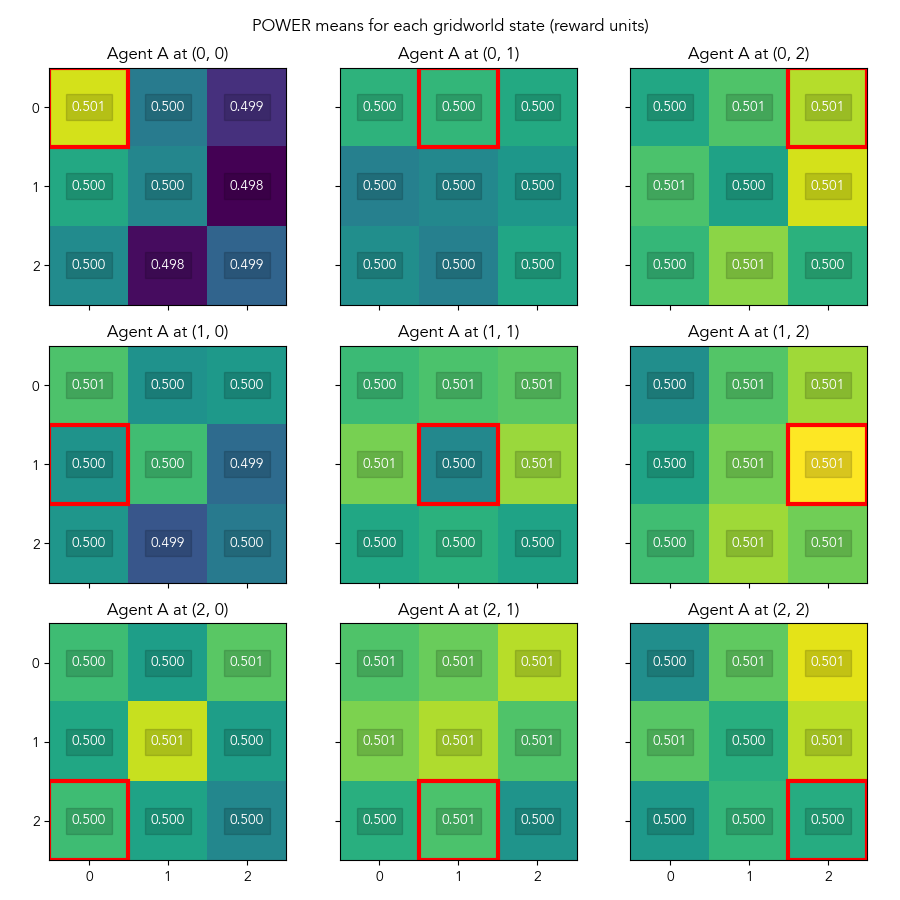 POWER means for each gridworld state (reward units)
Agent A at (0, 0) Agent A at (0, 1) Agent A at (0, 2)
0 0.501 0.500 0.499 0.500 0.500 0.500 0.500 0.501 0.501
1 0.500 0.500 0.498 0.500 0.500 0.500 0.501 0.500 0.501
2 0.500 0.498 0.499 0.500 0.500 0.500 0.500 0.501 0.500
Agent A at (1, 0) Agent A at (1, 1) Agent A at (1, 2)
0 0.501 0.500 0.500 0.500 0.501 0.501 0.500 0.501 0.501
1 0.500 0.500 0.499 0.501 0.500 0.501 0.500 0.501 0.501
2 0.500 0.499 0.500 0.500 0.500 0.500 0.500 0.501 0.501
Agent A at (2, 0) Agent A at (2, 1) Agent A at (2, 2)
0 0.500 0.500 0.501 0.501 0.501 0.501 0.500 0.501 0.501
1 0.500 0.501 0.500 0.501 0.501 0.501 0.501 0.500 0.501
2 0.500 0.500 0.500 0.500 0.501 0.500 0.500 0.500 0.500
0 1 2 0 1 2 0 1 2